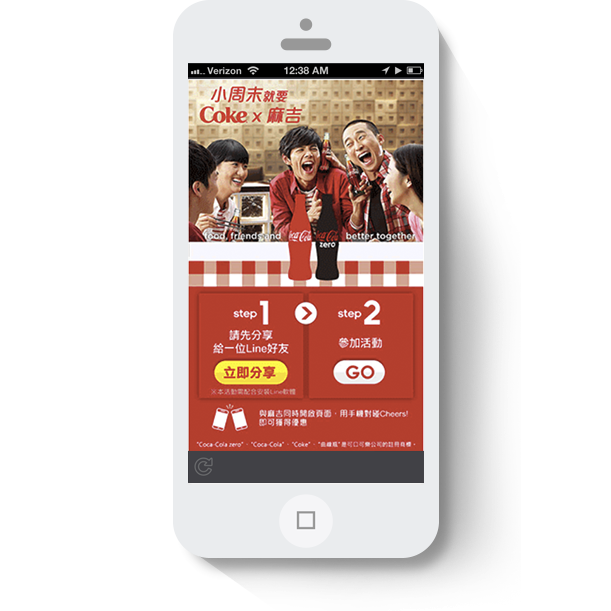 Verizon 12:38 AM
小周末就要
Coke x 麻吉
food, friends and better together
Coca-Cola
Coca-Cola
zero
step 1
請先分享
給一位Line好友
立即分享
※本活動需配合安裝Line軟體
step 2
參加活動
GO
與麻吉同時開啟頁面，用手機對碰Cheers!
即可獲得優惠
"Coca-Cola zero"、"Coca-Cola"、"Coke"、 是可口可樂公司的註冊商標。